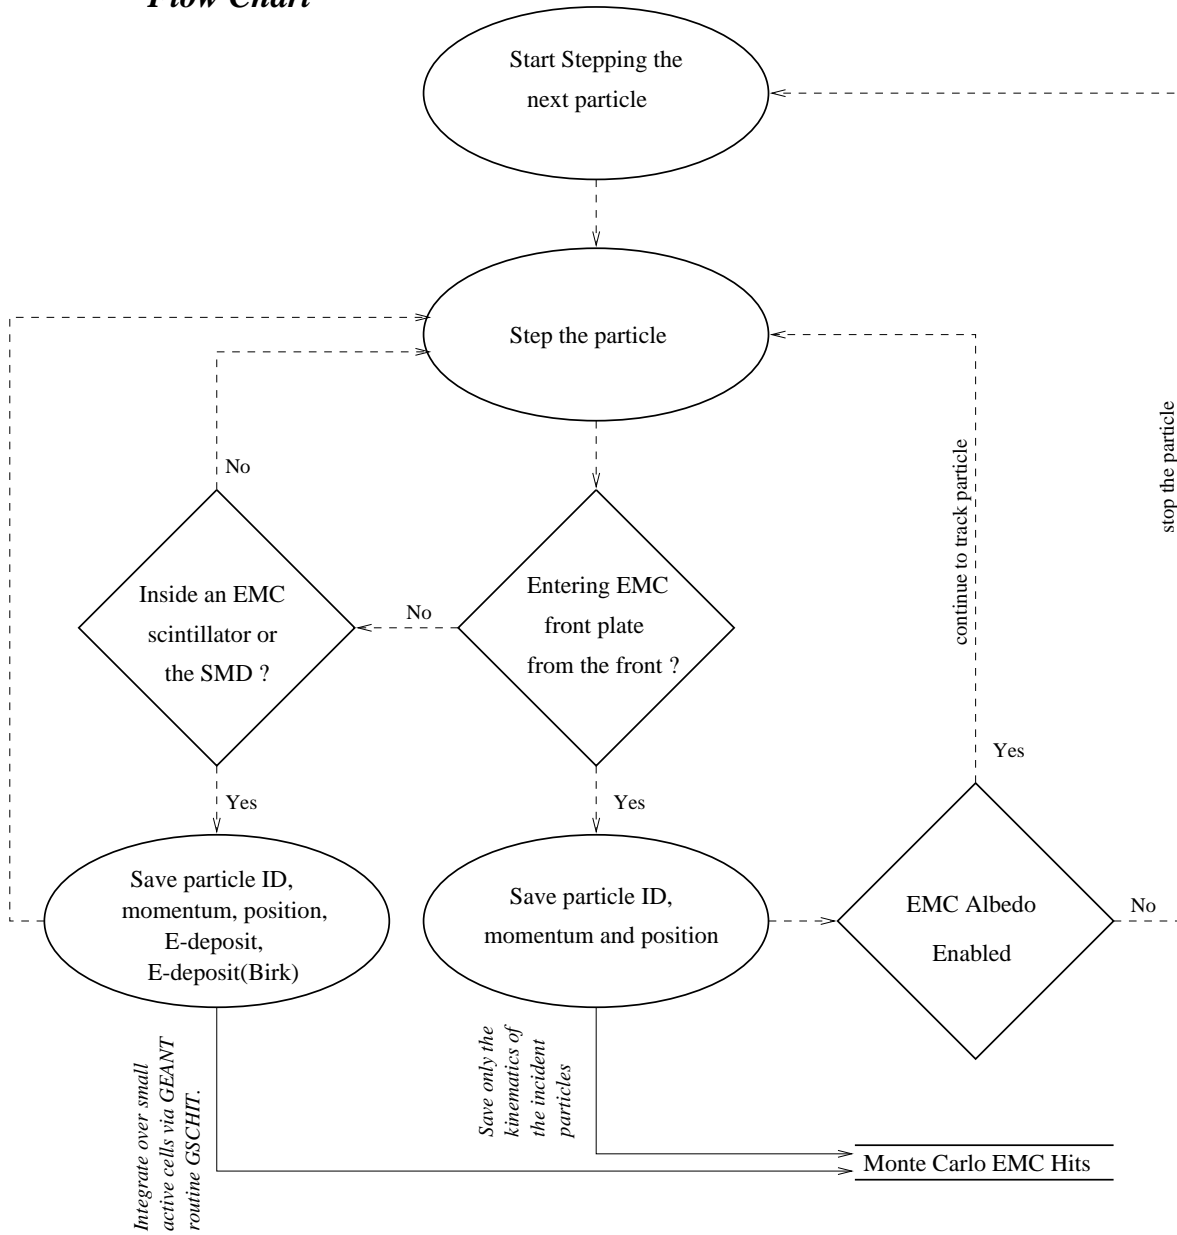 Flow Chart
Start Stepping the
next particle
Step the particle
No
Inside an EMC
scintillator or
the SMD ?
No
Entering EMC
front plate
from the front ?
continue to track particle
stop the particle
Yes
Yes
Yes
Save particle ID,
momentum, position,
E-deposit,
E-deposit(Birk)
Save particle ID,
momentum and position
EMC Albedo
Enabled
No
Integrate over small
active cells via GEANT
routine GSCHIT.
Save only the
kinematics of
the incident
particles
Monte Carlo EMC Hits